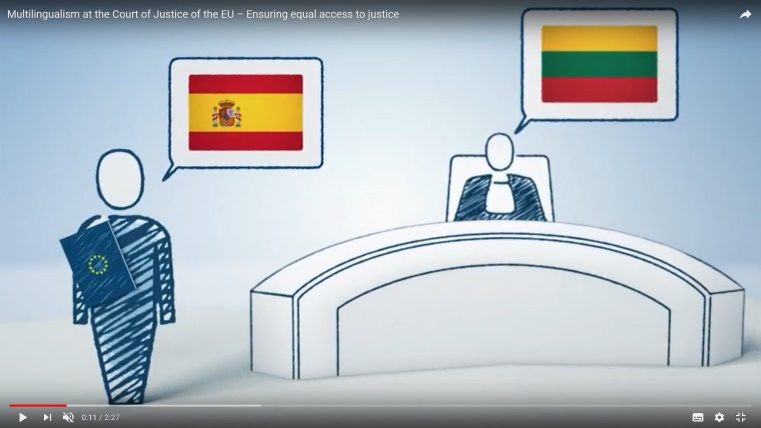 Multilingualism at the Court of Justice of the EU – Ensuring equal access to justice
0:11 / 2:27